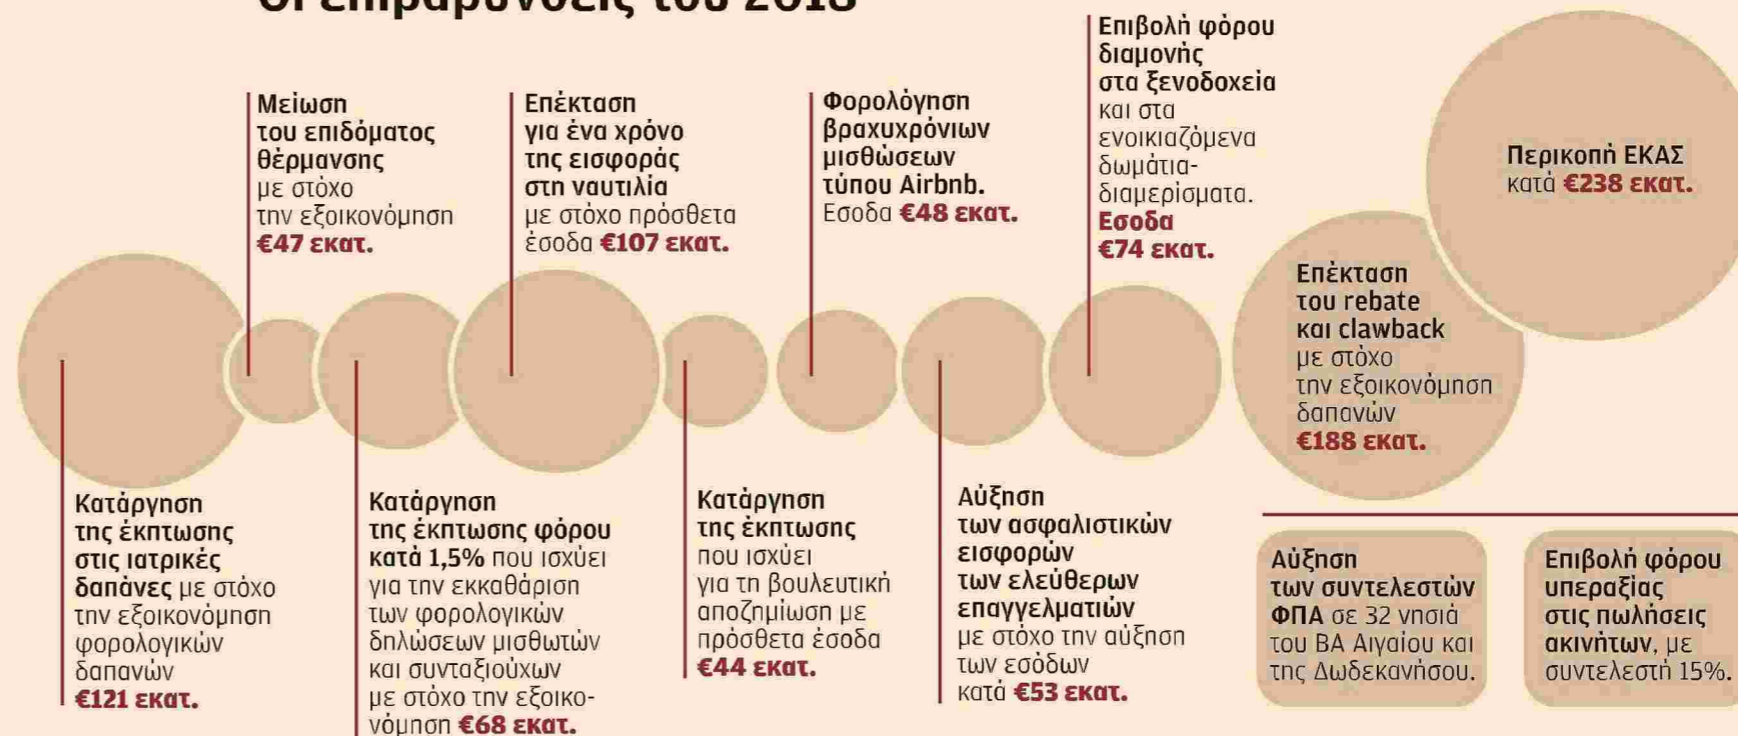 Οι επιβαρύνσεις του 2018
Μείωση
του επιδόματος
θέρμανσης
με στόχο
την εξοικονόμηση
€47 εκατ.
Επέκταση
για ένα χρόνο
της εισφοράς
στη ναυτιλία
με στόχο πρόσθετα
έσοδα €107 εκατ.
Φορολόγηση
βραχυχρόνιων
μισθώσεων
τύπου Airbnb.
Εσοδα €48 εκατ.
Επιβολή φόρου
διαμονής
στα ξενοδοχεία
και στα
ενοικιαζόμενα
δωμάτια-
διαμερίσματα.
Εσοδα
€74 εκατ.
Περικοπή ΕΚΑΣ
κατά €238 εκατ.
Επέκταση
του rebate
και clawback
με στόχο
την εξοικονόμηση
δαπανών
€188 εκατ.
Κατάργηση
της έκπτωσης
στις ιατρικές
δαπάνες με στόχο
την εξοικονόμηση
φορολογικών
δαπανών
€121 εκατ.
Κατάργηση
της έκπτωσης φόρου
κατά 1,5% που ισχύει
για την εκκαθάριση
των φορολογικών
δηλώσεων μισθωτών
και συνταξιούχων
με στόχο την εξοικο-
νόμηση €68 εκατ.
Κατάργηση
της έκπτωσης
που ισχύει
για τη βουλευτική
αποζημίωση με
πρόσθετα έσοδα
€44 εκατ.
Αύξηση
των ασφαλιστικών
εισφορών
των ελεύθερων
επαγγελματιών
με στόχο την αύξηση
των εσόδων
κατά €53 εκατ.
Αύξηση
των συντελεστών
ΦΠΑ σε 32 νησιά
του ΒΑ Αιγαίου και
της Δωδεκανήσου.
Επιβολή φόρου
υπεραξίας
στις πωλήσεις
ακινήτων, με
συντελεστή 15%.